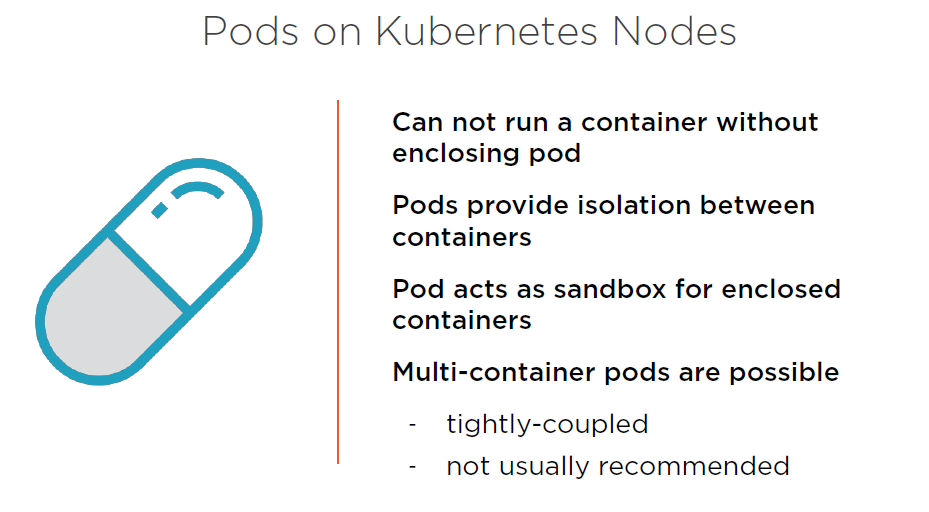 Pods on Kubernetes Nodes
Can not run a container without
enclosing pod
Pods provide isolation between
containers
Pod acts as sandbox for enclosed
containers
Multi-container pods are possible
- tightly-coupled
- not usually recommended